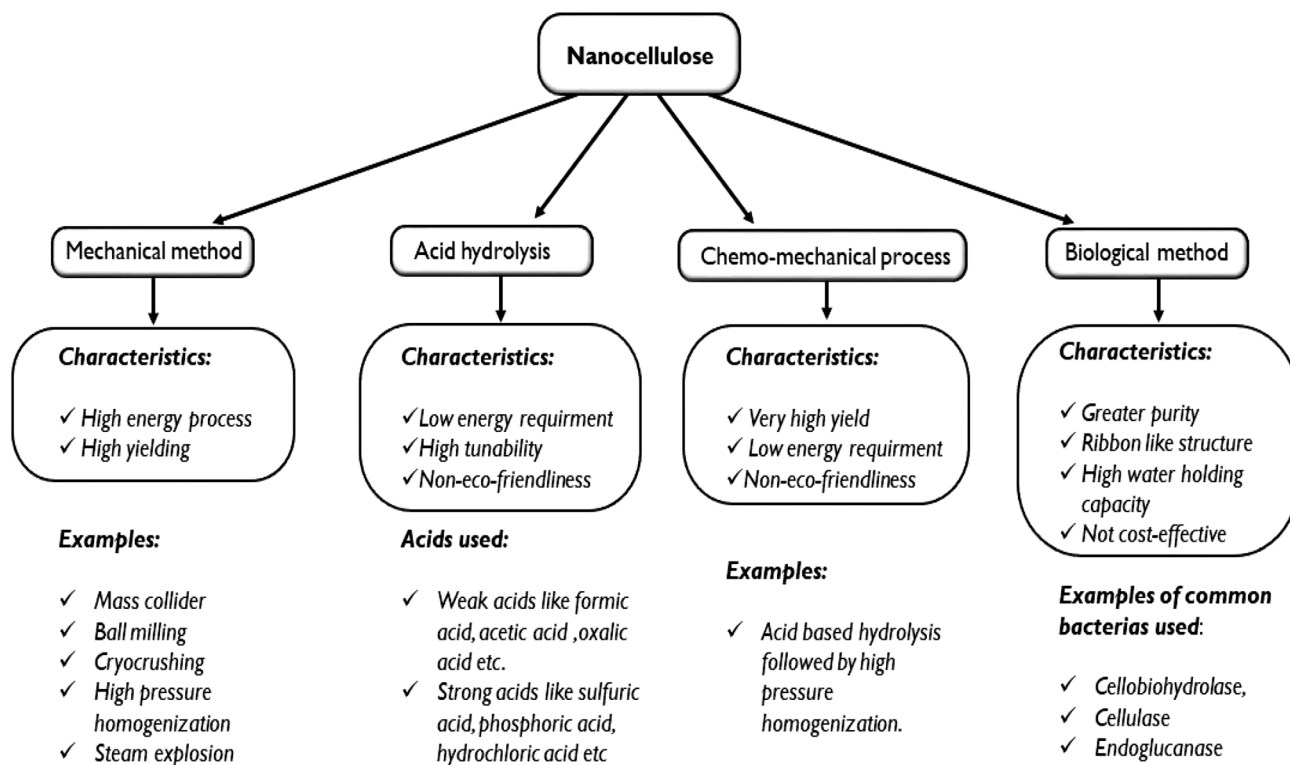 Nanocellulose
Mechanical method
Characteristics:
✓ High energy process
✓ High yielding
Examples:
✓ Mass collider
✓ Ball milling
✓ Cryocrushing
✓ High pressure
homogenization
✓ Steam explosion
Acid hydrolysis
Characteristics:
✓ Low energy requirment
✓ High tunability
✓ Non-eco-friendliness
Acids used:
✓ Weak acids like formic
acid, acetic acid ,oxalic
acid etc.
✓ Strong acids like sulfuric
acid, phosphoric acid,
hydrochloric acid etc
Chemo-mechanical process
Characteristics:
✓ Very high yield
✓ Low energy requirment
✓ Non-eco-friendliness
Examples:
✓ Acid based hydrolysis
followed by high
pressure
homogenization.
Biological method
Characteristics:
✓ Greater purity
✓ Ribbon like structure
✓ High water holding
capacity
✓ Not cost-effective
Examples of common
bacterias used:
✓ Cellobiohydrolase,
✓ Cellulase
✓ Endoglucanase